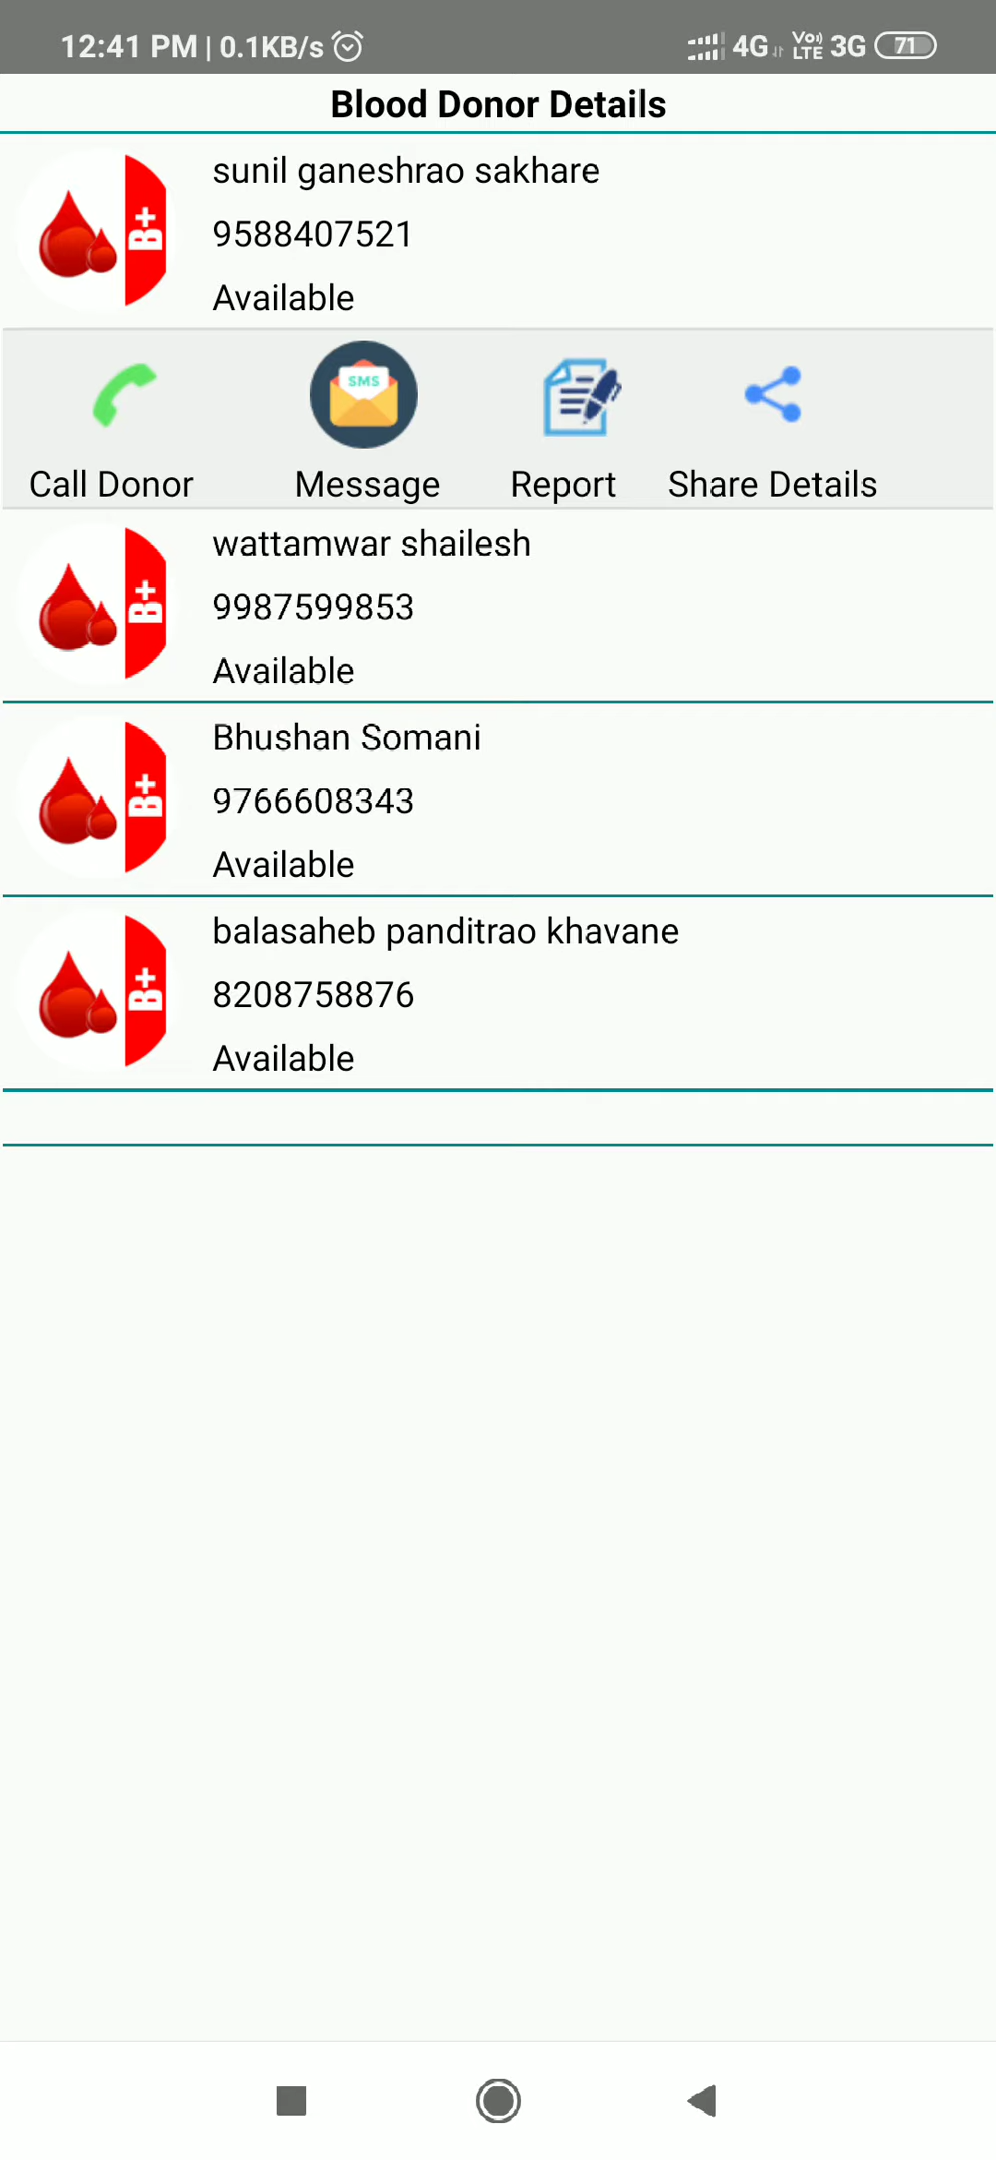 12:41 PM | 0.1KB/s 4G VoLTE 3G 71
Blood Donor Details
B+
sunil ganeshrao sakhare
9588407521
Available
SMS
Call Donor Message Report Share Details
B+
wattamwar shailesh
9987599853
Available
B+
Bhushan Somani
9766608343
Available
B+
balasaheb panditrao khavane
8208758876
Available